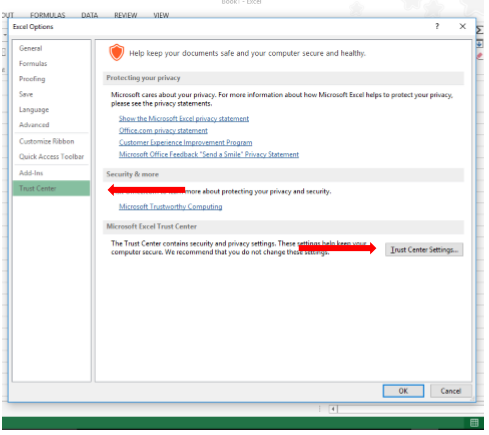 Book1 - Excel
OUT FORMULAS DATA REVIEW VIEW
Excel Options ? ×
General
Formulas
Proofing
Save
Language
Advanced
Customize Ribbon
Quick Access Toolbar
Add-Ins
Trust Center
Help keep your documents safe and your computer secure and healthy.
Protecting your privacy
Microsoft cares about your privacy. For more information about how Microsoft Excel helps to protect your privacy,
please see the privacy statements.
Show the Microsoft Excel privacy statement
Office.com privacy statement
Customer Experience Improvement Program
Microsoft Office Feedback "Send a Smile" Privacy Statement
Security & more
more about protecting your privacy and security.
Microsoft Trustworthy Computing
Microsoft Excel Trust Center
The Trust Center contains security and privacy settings. These settings help keep your
computer secure. We recommend that you do not change these settings.
Trust Center Settings...
OK Cancel